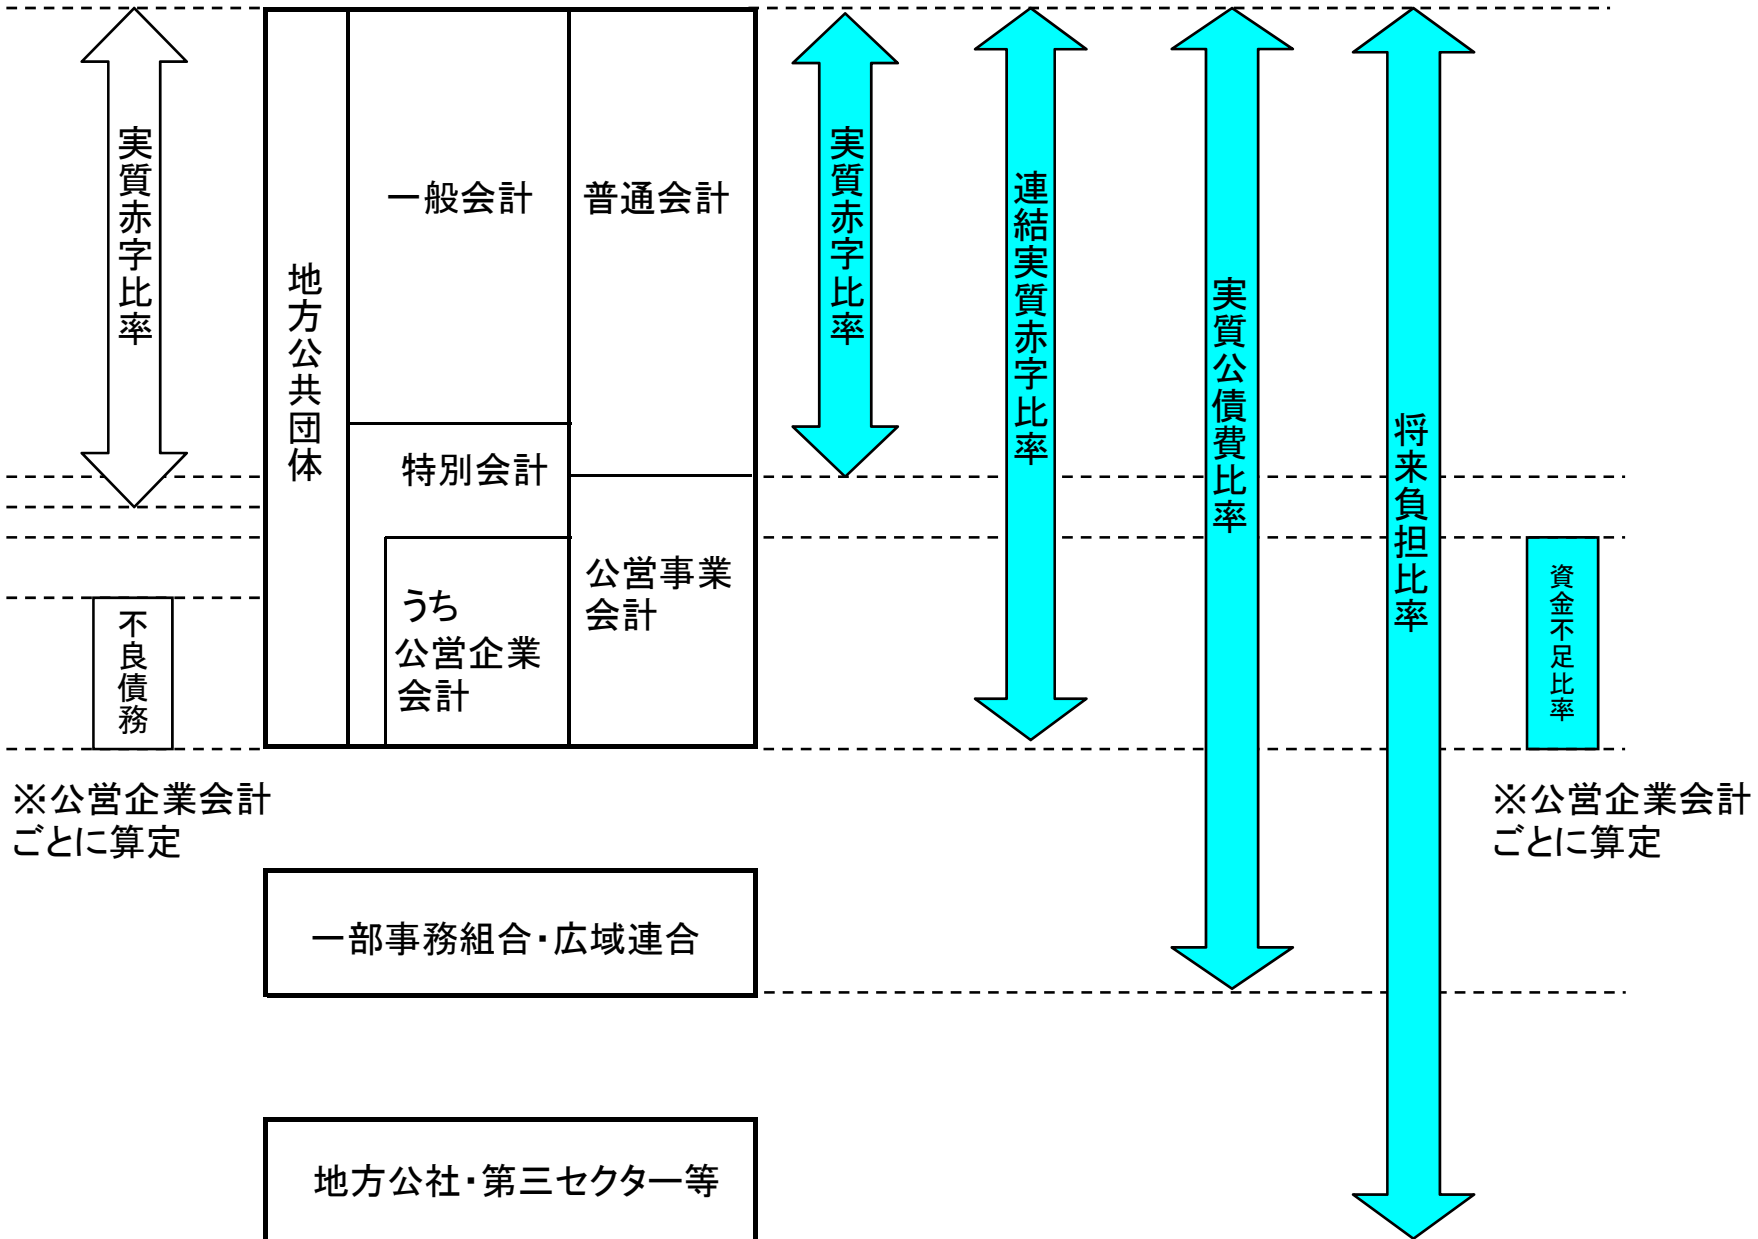 実質赤字比率
不良債務
※公営企業会計
ごとに算定
地方公共団体
一般会計
普通会計
特別会計
うち
公営企業
会計
公営事業
会計
実質赤字比率
連結実質赤字比率
実質公債費比率
将来負担比率
資金不足比率
※公営企業会計
ごとに算定
一部事務組合・広域連合
地方公社・第三セクター等